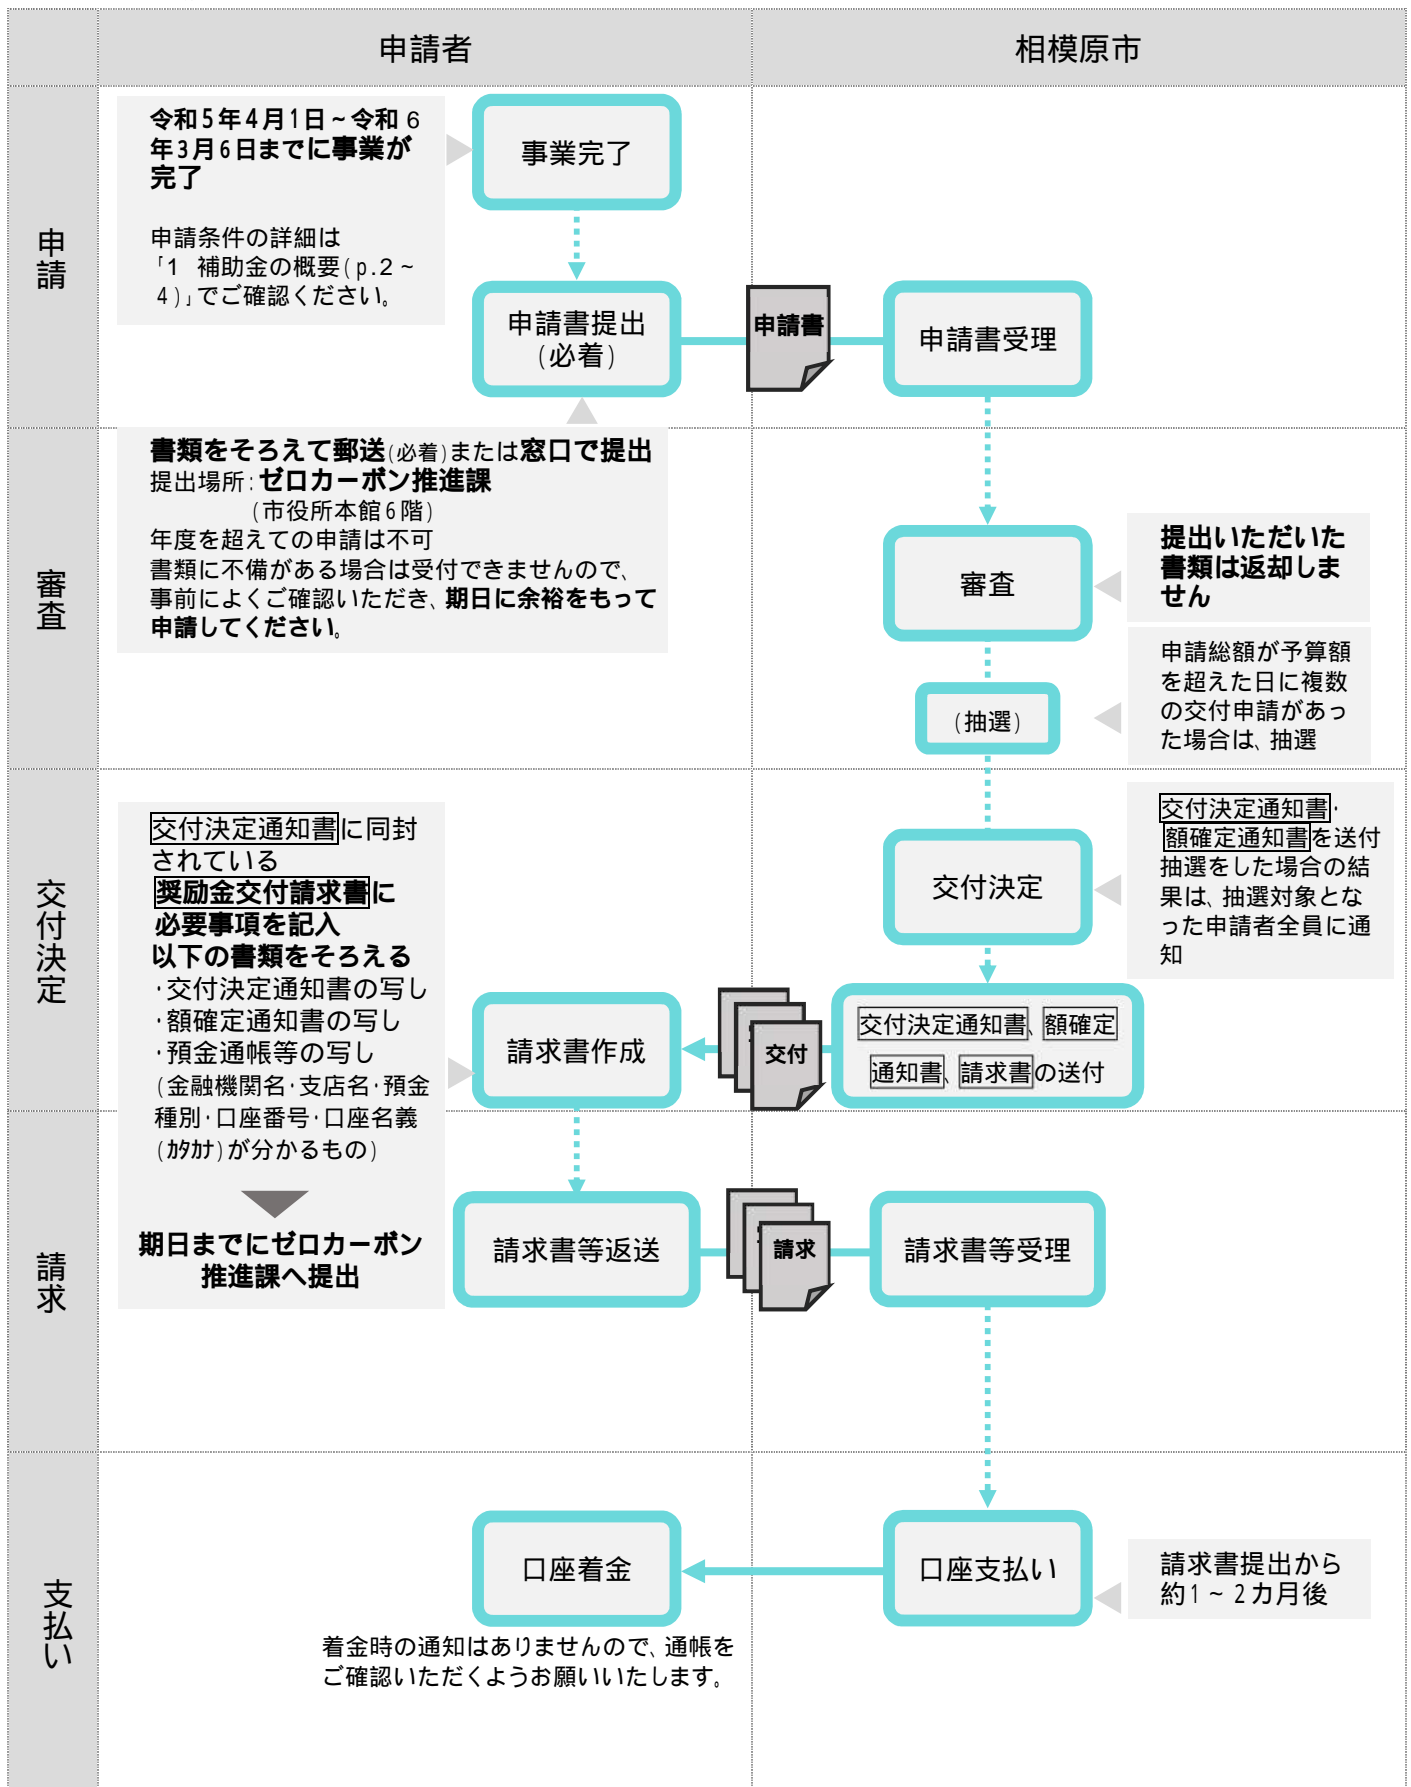 申請者
相模原市
申請
令和5年4月1日～令和6
年3月6日までに事業が
完了
申請条件の詳細は
「1 補助金の概要(p.2～
4)」でご確認ください。
事業完了
申請書提出
(必着)
申請書
申請書受理
審査
書類をそろえて郵送(必着)または窓口で提出
提出場所:ゼロカーボン推進課
(市役所本館6階)
年度を超えての申請は不可
書類に不備がある場合は受付できませんので、
事前によくご確認いただき、期日に余裕をもって
申請してください。
審査
提出いただいた
書類は返却しま
せん
(抽選)
申請総額が予算額
を超えた日に複数
の交付申請があっ
た場合は、抽選
交付決定
交付決定通知書に同封
されている
奨励金交付請求書に
必要事項を記入
以下の書類をそろえる
・交付決定通知書の写し
・額確定通知書の写し
・預金通帳等の写し
(金融機関名・支店名・預金
種別・口座番号・口座名義
(ｶﾀｶﾅ)が分かるもの)
期日までにゼロカーボン
推進課へ提出
交付決定
交付決定通知書・
額確定通知書を送付
抽選をした場合の結
果は、抽選対象とな
った申請者全員に通
知
請求書作成
交付
交付決定通知書、額確定
通知書、請求書の送付
請求
請求書等返送
請求
請求書等受理
支払い
口座着金
口座支払い
請求書提出から
約1～2カ月後
着金時の通知はありませんので、通帳を
ご確認いただくようお願いいたします。